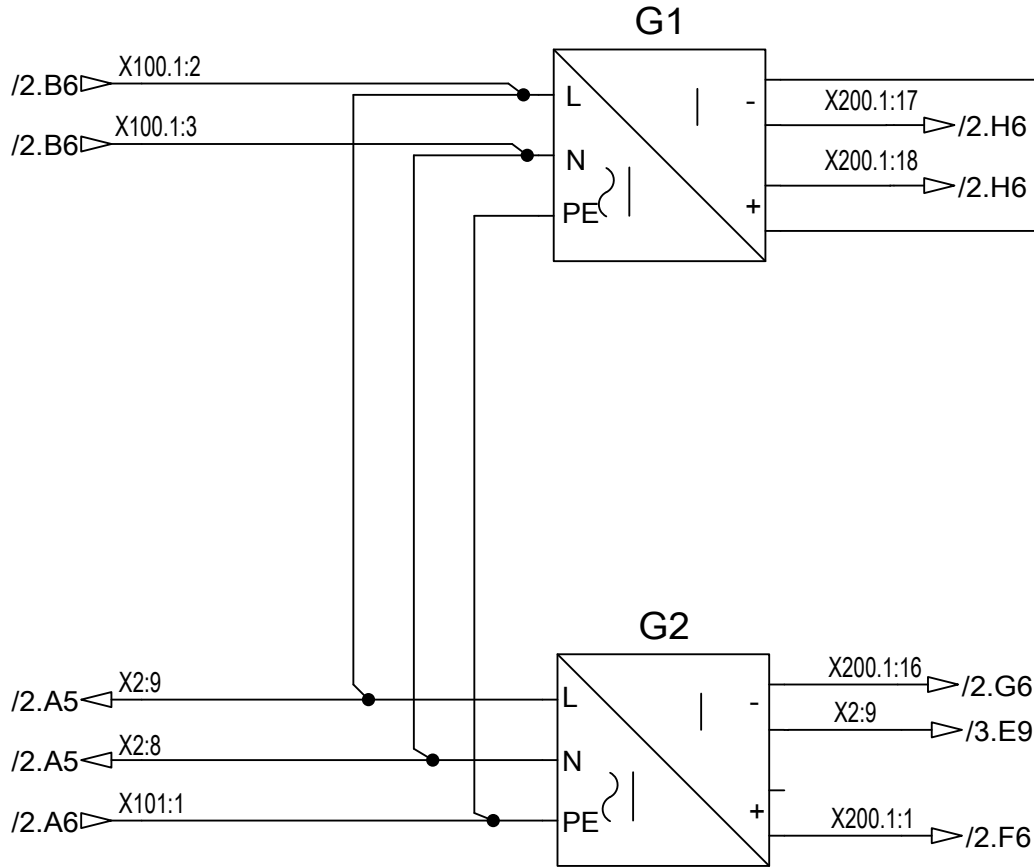 G1
/2.B6 X100.1:2
L
-
X200.1:17
/2.H6
/2.B6 X100.1:3
N
X200.1:18
/2.H6
PE
+
G2
/2.A5 X2:9
L
-
X200.1:16
/2.G6
X2:9
/3.E9
/2.A5 X2:8
N
/2.A6 X101:1
PE
+
X200.1:1
/2.F6